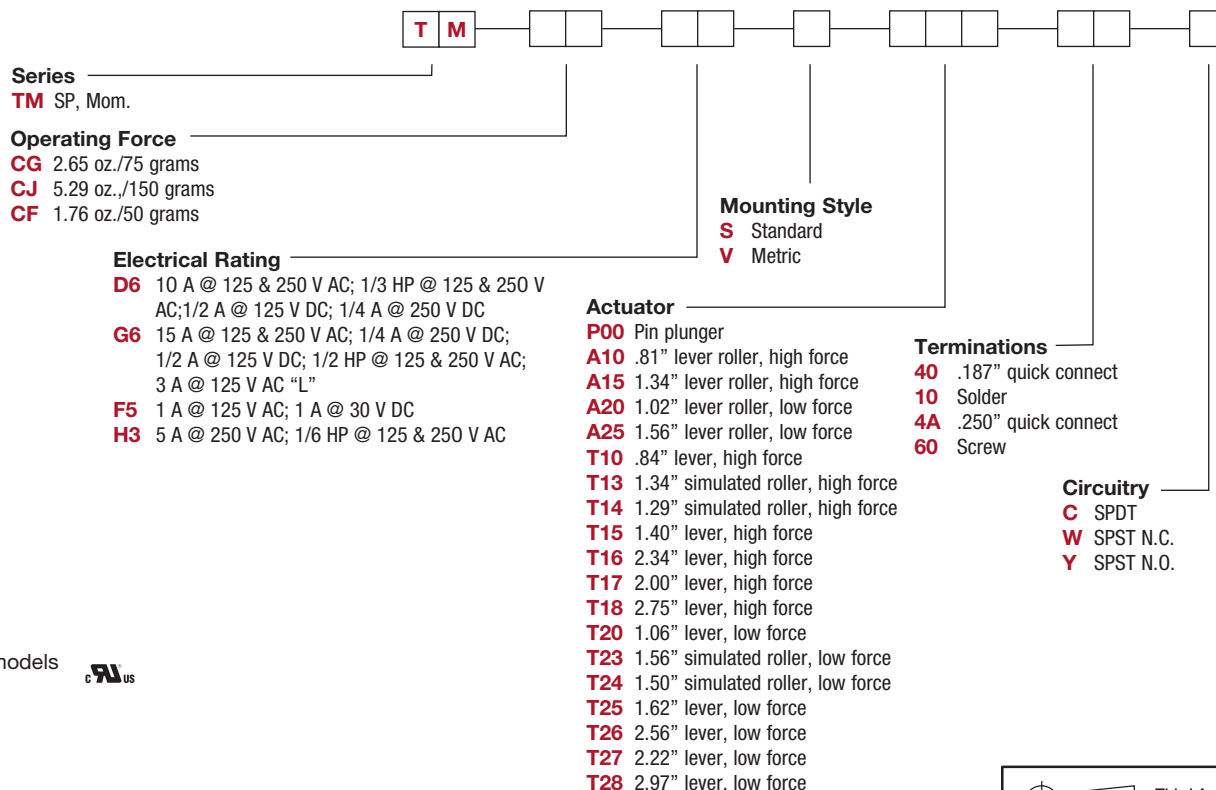 T M
Series
TM SP, Mom.
Operating Force
CG 2.65 oz./75 grams
CJ 5.29 oz.,/150 grams
CF 1.76 oz./50 grams
Electrical Rating
D6 10 A @ 125 & 250 V AC; 1/3 HP @ 125 & 250 V
AC;1/2 A @ 125 V DC; 1/4 A @ 250 V DC
G6 15 A @ 125 & 250 V AC; 1/4 A @ 250 V DC;
1/2 A @ 125 V DC; 1/2 HP @ 125 & 250 V AC;
3 A @ 125 V AC “L”
F5 1 A @ 125 V AC; 1 A @ 30 V DC
H3 5 A @ 250 V AC; 1/6 HP @ 125 & 250 V AC
Mounting Style
S Standard
V Metric
Actuator
P00 Pin plunger
A10 .81” lever roller, high force
A15 1.34” lever roller, high force
A20 1.02” lever roller, low force
A25 1.56” lever roller, low force
T10 .84” lever, high force
T13 1.34” simulated roller, high force
T14 1.29” simulated roller, high force
T15 1.40” lever, high force
T16 2.34” lever, high force
T17 2.00” lever, high force
T18 2.75” lever, high force
T20 1.06” lever, low force
T23 1.56” simulated roller, low force
T24 1.50” simulated roller, low force
T25 1.62” lever, low force
T26 2.56” lever, low force
T27 2.22” lever, low force
T28 2.97” lever, low force
Terminations
40 .187” quick connect
10 Solder
4A .250” quick connect
60 Screw
Circuitry
C SPDT
W SPST N.C.
Y SPST N.O.
models
c RU us